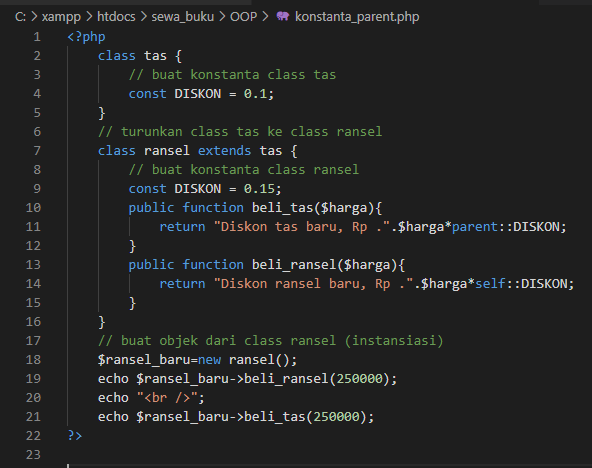 C: > xampp > htdocs > sewa_buku > OOP > konstanta_parent.php
1 <?php
2     class tas {
3         // buat konstanta class tas
4         const DISKON = 0.1;
5     }
6     // turunkan class tas ke class ransel
7     class ransel extends tas {
8         // buat konstanta class ransel
9         const DISKON = 0.15;
10         public function beli_tas($harga){
11             return "Diskon tas baru, Rp .".$harga*parent::DISKON;
12         }
13         public function beli_ransel($harga){
14             return "Diskon ransel baru, Rp .".$harga*self::DISKON;
15         }
16     }
17     // buat objek dari class ransel (instansiasi)
18     $ransel_baru=new ransel();
19     echo $ransel_baru->beli_ransel(250000);
20     echo "<br />";
21     echo $ransel_baru->beli_tas(250000);
22 ?>
23